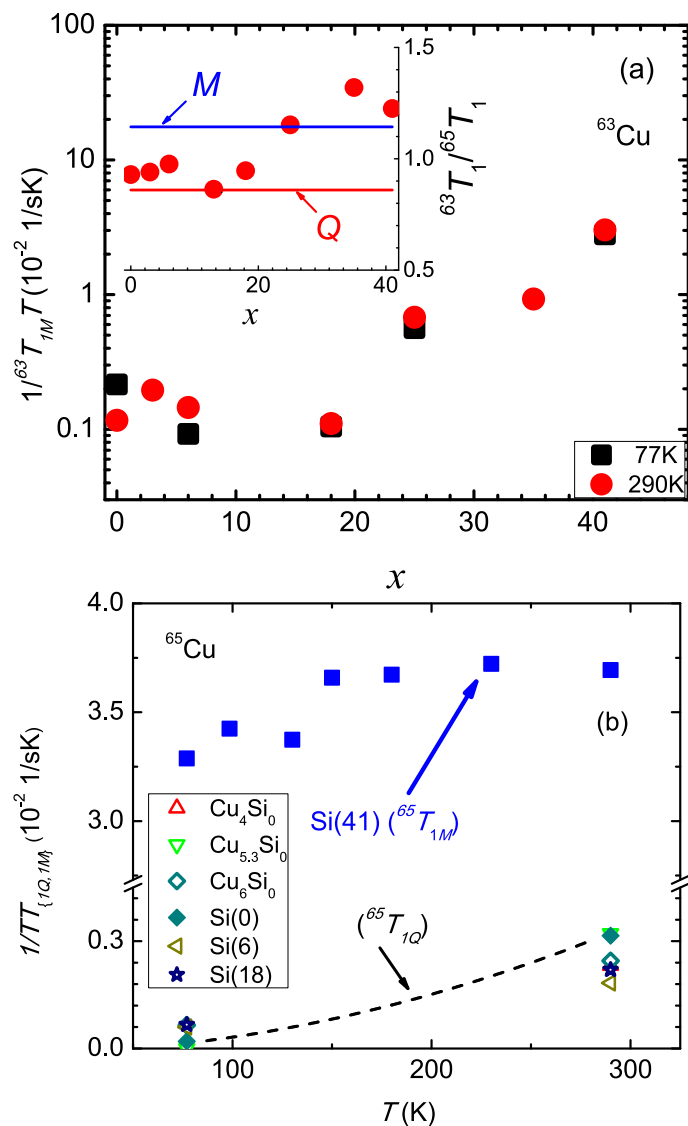 100
10
1
0.1
1/⁶³T₁ₘT (10⁻² 1/sK)
(a)
⁶³Cu
M
Q
1.5
1.0
0.5
⁶³T₁/⁶⁵T₁
0 20 40
x
77K
290K
0 10 20 30 40
x
4.0
3.5
3.0
0.3
0.0
1/TT{1Q,1M} (10⁻² 1/sK)
⁶⁵Cu
(b)
Si(41) (⁶⁵T₁ₘ)
Cu₄Si₀
Cu₅.₃Si₀
Cu₆Si₀
Si(0)
Si(6)
Si(18)
(⁶⁵T1Q)
100 200 300
T (K)